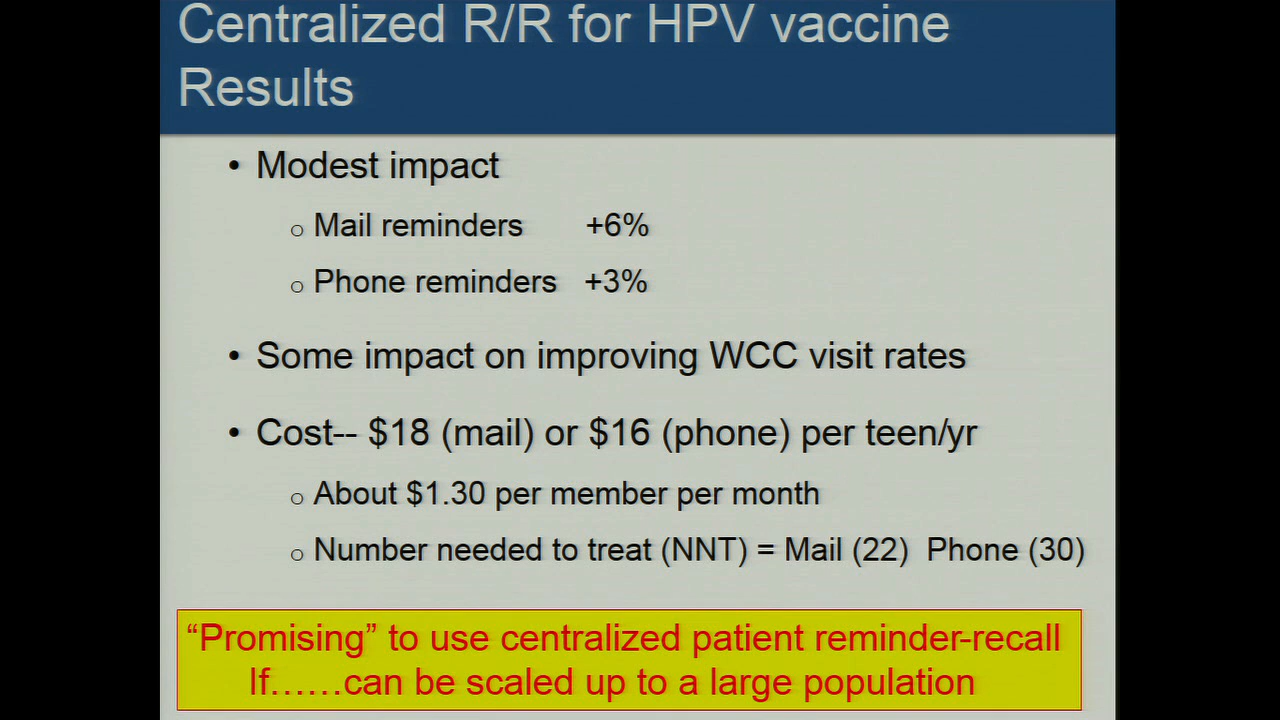 Centralized R/R for HPV vaccine
Results
• Modest impact
○ Mail reminders +6%
○ Phone reminders +3%
• Some impact on improving WCC visit rates
• Cost-- $18 (mail) or $16 (phone) per teen/yr
○ About $1.30 per member per month
○ Number needed to treat (NNT) = Mail (22) Phone (30)
“Promising” to use centralized patient reminder-recall
If……can be scaled up to a large population